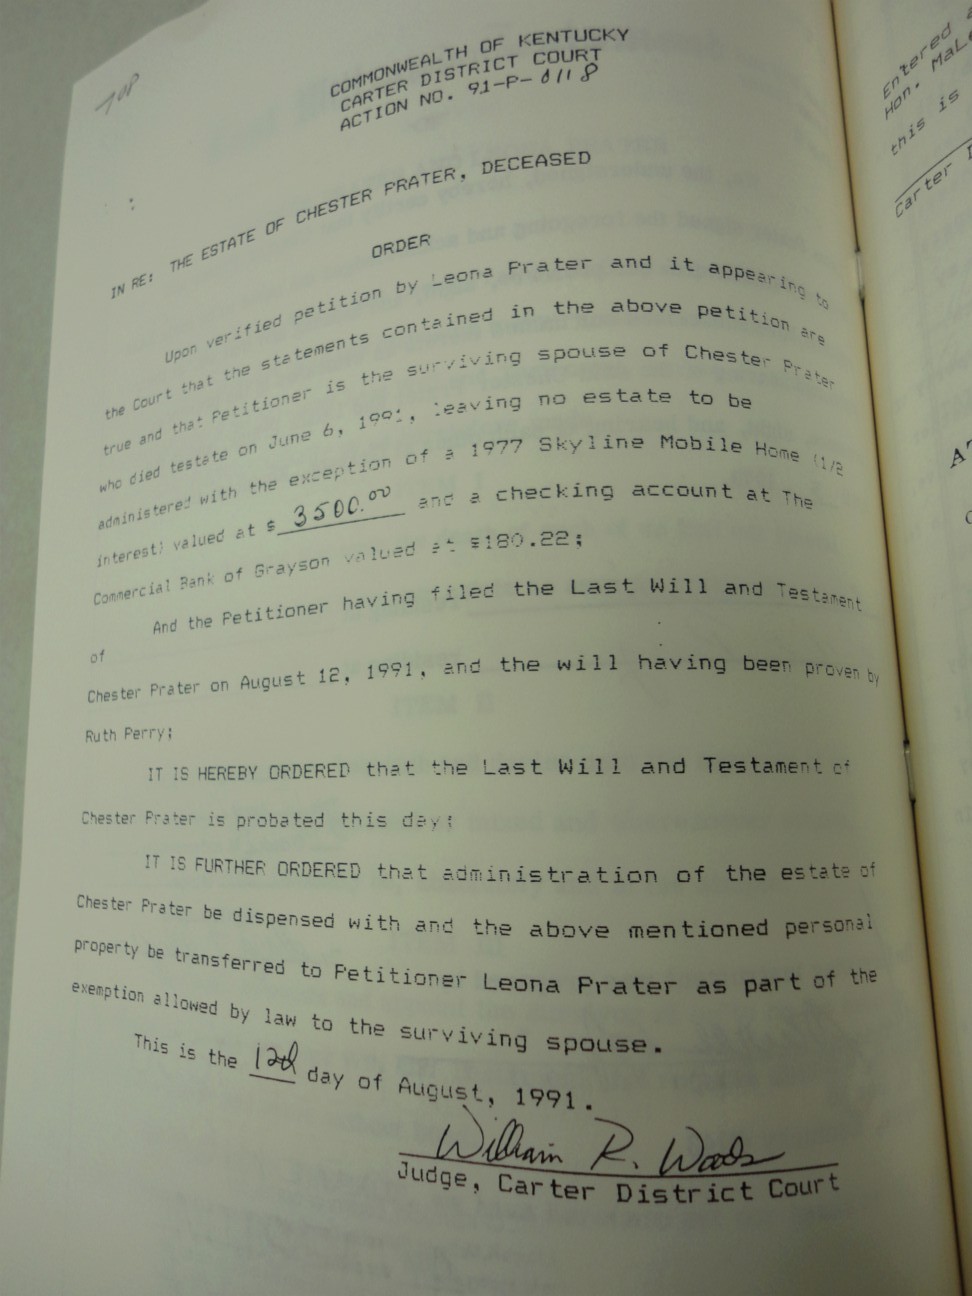 708
COMMONWEALTH OF KENTUCKY
CARTER DISTRICT COURT
ACTION NO. 91-P-0118
IN RE: THE ESTATE OF CHESTER PRATER, DECEASED
ORDER
Upon verified petition by Leona Prater and it appearing to
the Court that the statements contained in the above petition are
true and that Petitioner is the surviving spouse of Chester Prater
who died testate on June 6, 1991, leaving no estate to be
administered with the exception of a 1977 Skyline Mobile Home (1/2
interest) valued at $ 3500.00 and a checking account at The
Commercial Bank of Grayson valued at $180.22;
And the Petitioner having filed the Last Will and Testament
of
Chester Prater on August 12, 1991, and the will having been proven by
Ruth Perry;
IT IS HEREBY ORDERED that the Last Will and Testament of
Chester Prater is probated this day;
IT IS FURTHER ORDERED that administration of the estate of
Chester Prater be dispensed with and the above mentioned personal
property be transferred to Petitioner Leona Prater as part of the
exemption allowed by law to the surviving spouse.
This is the 12th day of August, 1991.
William R. Woods
Judge, Carter District Court
Entered
Hon.
this is
Carter